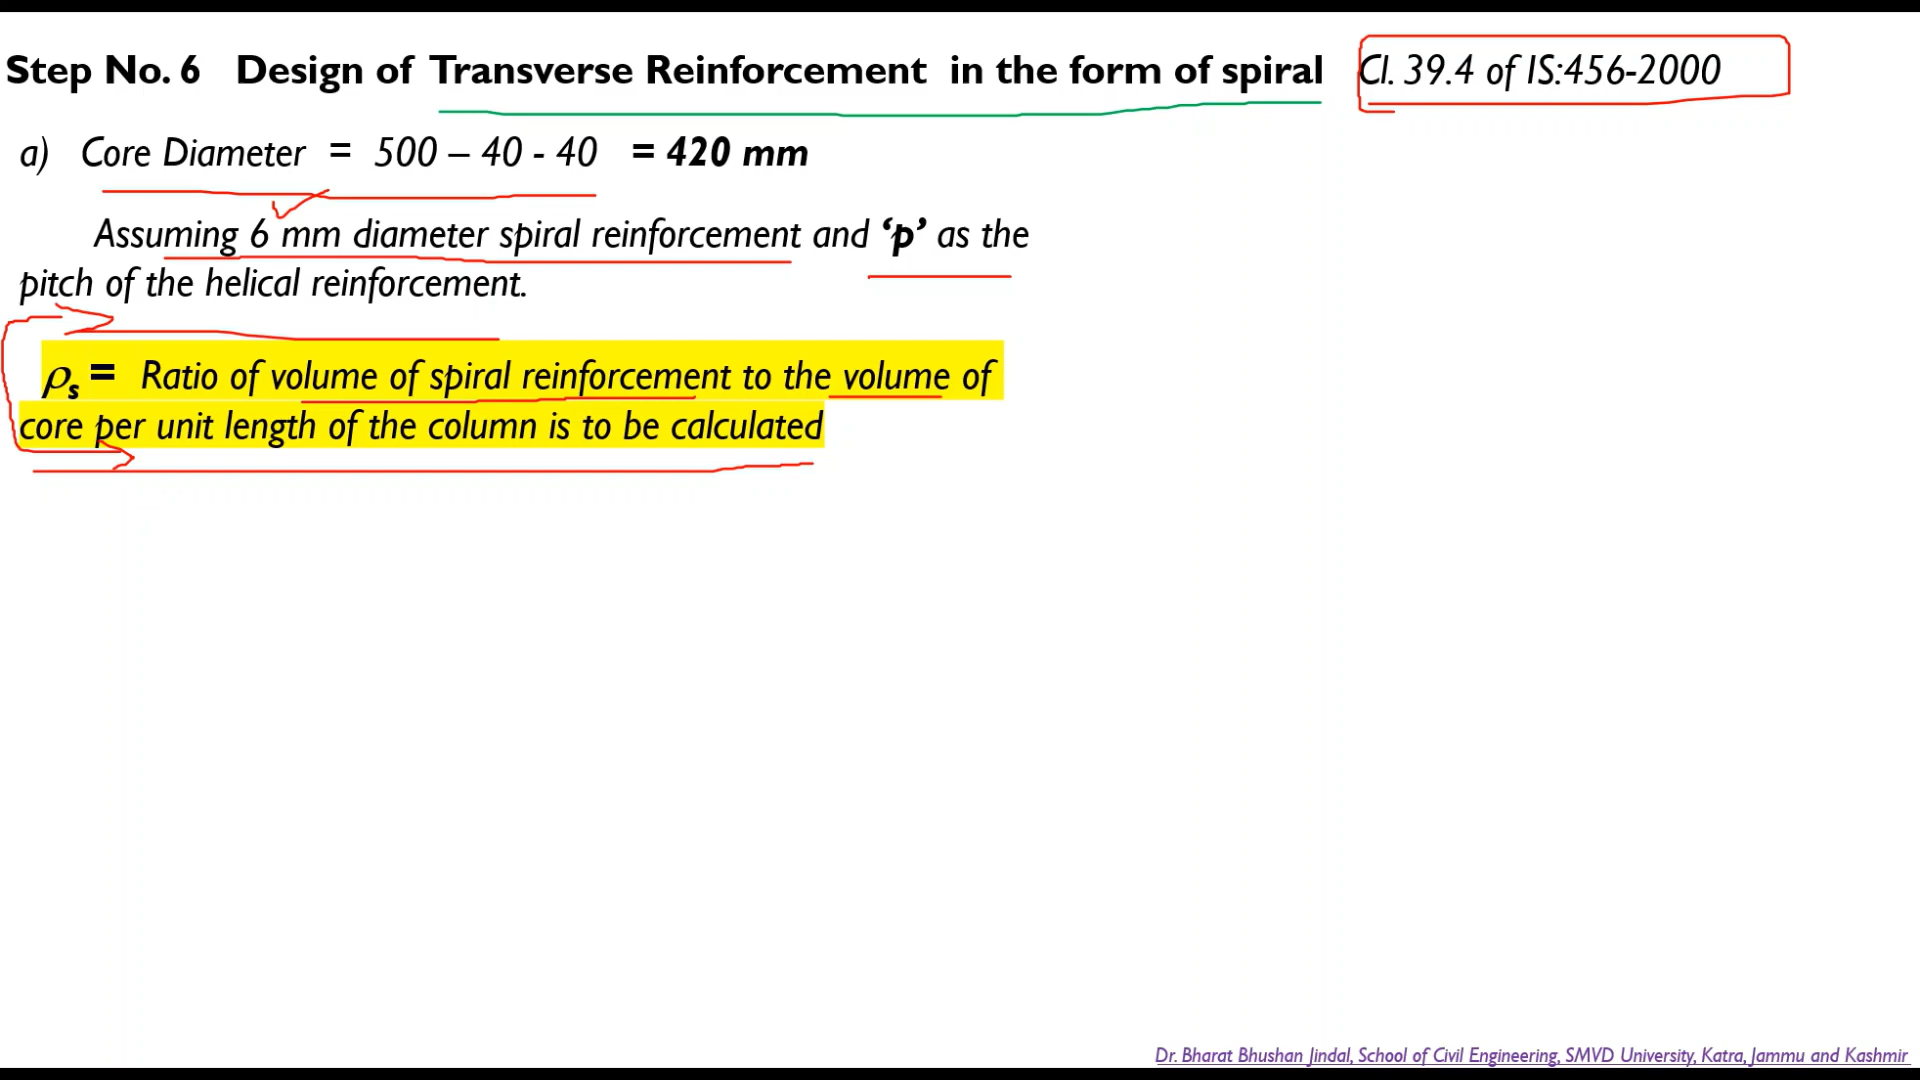 Step No. 6 Design of Transverse Reinforcement in the form of spiral Cl. 39.4 of IS:456-2000
a) Core Diameter = 500 – 40 - 40 = 420 mm
Assuming 6 mm diameter spiral reinforcement and ‘p’ as the
pitch of the helical reinforcement.
ρs = Ratio of volume of spiral reinforcement to the volume of
core per unit length of the column is to be calculated
Dr. Bharat Bhushan Jindal, School of Civil Engineering, SMVD University, Katra, Jammu and Kashmir